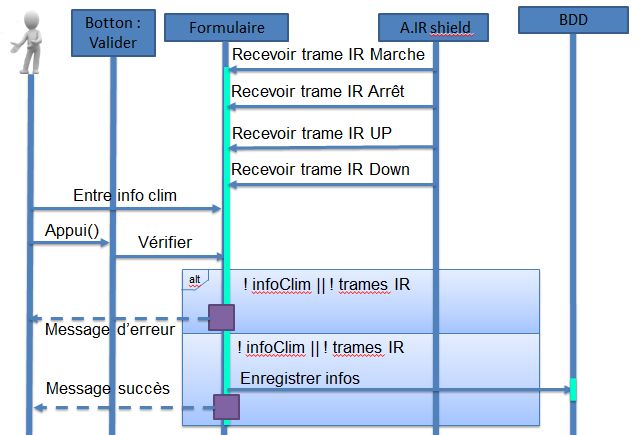 Botton :
Valider
Formulaire
A.IR shield
BDD
Recevoir trame IR Marche
Recevoir trame IR Arrêt
Recevoir trame IR UP
Recevoir trame IR Down
Entre info clim
Appui()
Vérifier
alt
! infoClim || ! trames IR
Message d'erreur
! infoClim || ! trames IR
Enregistrer infos
Message succès